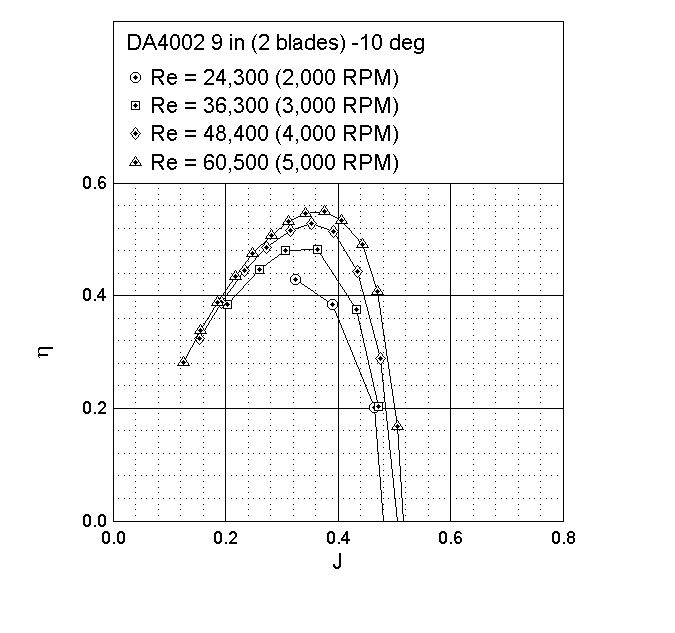 DA4002 9 in (2 blades) -10 deg
Re = 24,300 (2,000 RPM)
Re = 36,300 (3,000 RPM)
Re = 48,400 (4,000 RPM)
Re = 60,500 (5,000 RPM)
0.6
0.4
η
0.2
0.0
0.0 0.2 0.4 0.6 0.8
J